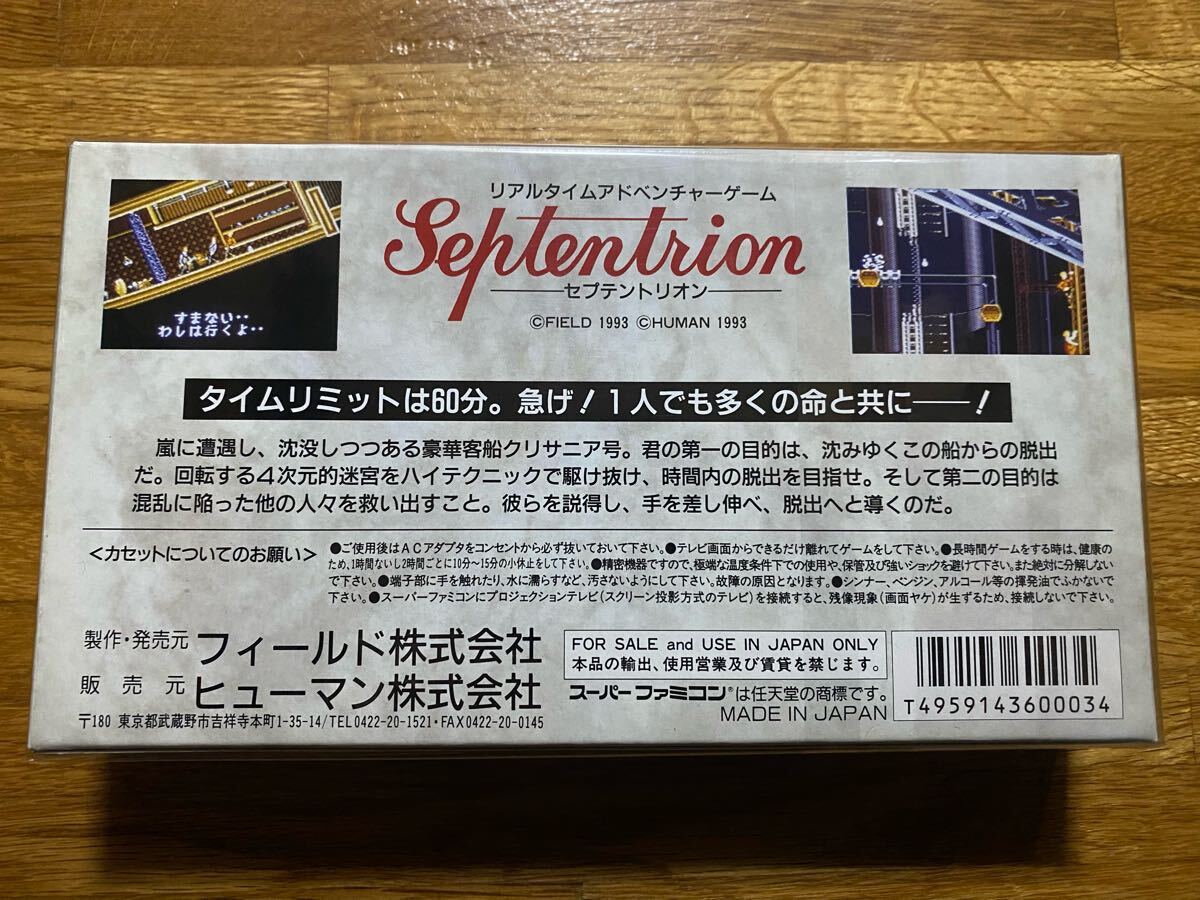 リアルタイムアドベンチャーゲーム
Septentrion
セプテントリオン
©FIELD 1993 ©HUMAN 1993
すまない・・
わしは行くよ・・
タイムリミットは60分。急げ!1人でも多くの命と共に──!
嵐に遭遇し、沈没しつつある豪華客船クリサニア号。君の第一の目的は、沈みゆくこの船からの脱出
だ。回転する4次元的迷宮をハイテクニックで駆け抜け、時間内の脱出を目指せ。そして第二の目的は
混乱に陥った他の人々を救い出すこと。彼らを説得し、手を差し伸べ、脱出へと導くのだ。
<カセットについてのお願い>
●ご使用後はACアダプタをコンセントから必ず抜いておいて下さい。●テレビ画面からできるだけ離れてゲームをして下さい。●長時間ゲームをする時は、健康の
ため、1時間ないし2時間ごとに10分〜15分の小休止をして下さい。●精密機器ですので、極端な温度条件下での使用や、保管及び強いショックを避けて下さい。また絶対に分解しない
で下さい。●端子部に手を触れたり、水に濡らすなど、汚さないようにして下さい。故障の原因となります。●シンナー、ベンジン、アルコール等の揮発油でふかないで
下さい。●スーパーファミコンにプロジェクションテレビ(スクリーン投影方式のテレビ)を接続すると、残像現象(画面ヤケ)が生ずるため、接続しないで下さい。
製作・発売元 フィールド株式会社
販売元 ヒューマン株式会社
〒180 東京都武蔵野市吉祥寺本町1-35-14/TEL0422-20-1521・FAX0422-20-0145
FOR SALE and USE IN JAPAN ONLY
本品の輸出、使用営業及び賃貸を禁じます。
スーパーファミコン®は任天堂の商標です。
MADE IN JAPAN
T4959143600034